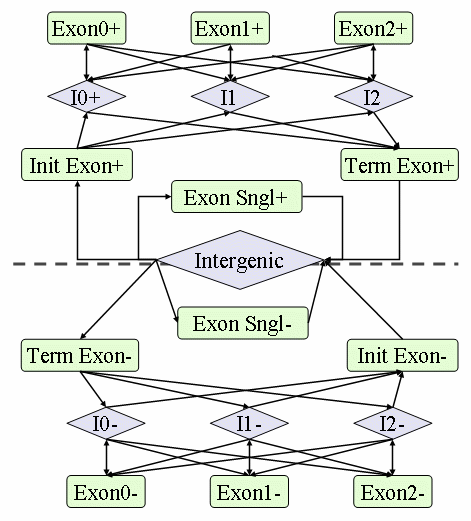 Exon0+
Exon1+
Exon2+
I0+
I1
I2
Init Exon+
Term Exon+
Exon Sngl+
Intergenic
Exon Sngl-
Term Exon-
Init Exon-
I0-
I1-
I2-
Exon0-
Exon1-
Exon2-